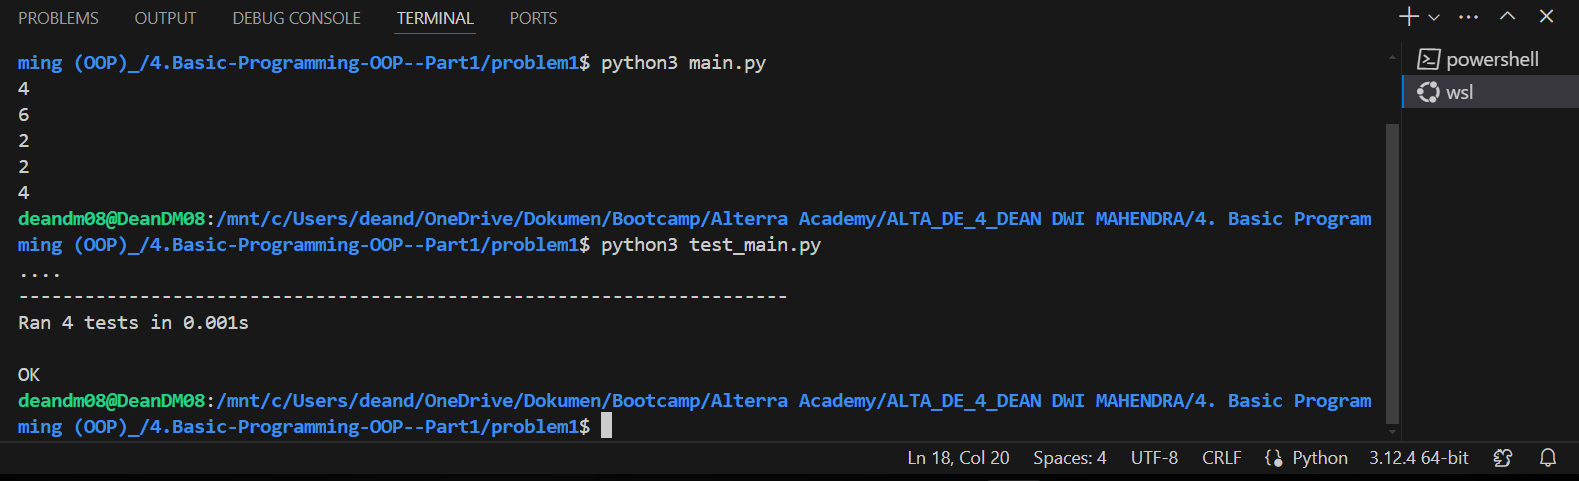 PROBLEMS OUTPUT DEBUG CONSOLE TERMINAL PORTS
ming (OOP)_/4.Basic-Programming-OOP--Part1/problem1$ python3 main.py
4
6
2
2
4
deandm08@DeanDM08:/mnt/c/Users/deand/OneDrive/Dokumen/Bootcamp/Alterra Academy/ALTA_DE_4_DEAN DWI MAHENDRA/4. Basic Program
ming (OOP)_/4.Basic-Programming-OOP--Part1/problem1$ python3 test_main.py
....
----------------------------------------------------------------------
Ran 4 tests in 0.001s
OK
deandm08@DeanDM08:/mnt/c/Users/deand/OneDrive/Dokumen/Bootcamp/Alterra Academy/ALTA_DE_4_DEAN DWI MAHENDRA/4. Basic Program
ming (OOP)_/4.Basic-Programming-OOP--Part1/problem1$
powershell
wsl
Ln 18, Col 20 Spaces: 4 UTF-8 CRLF Python 3.12.4 64-bit